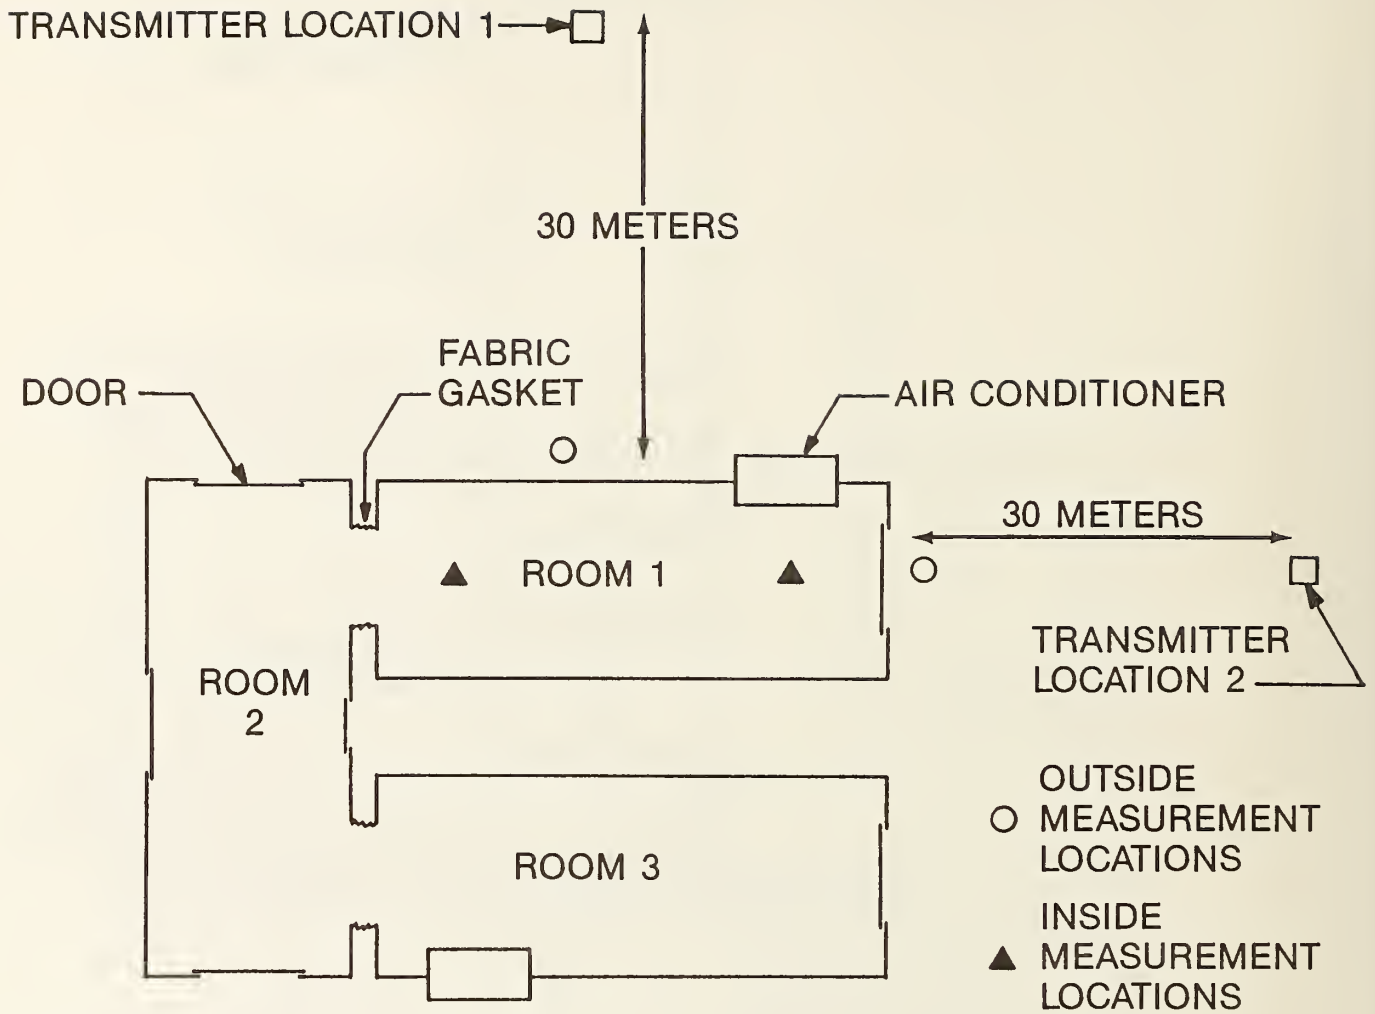 TRANSMITTER LOCATION 1
30 METERS
FABRIC
GASKET
DOOR
AIR CONDITIONER
30 METERS
ROOM 1
TRANSMITTER
LOCATION 2
ROOM
2
OUTSIDE
MEASUREMENT
LOCATIONS
ROOM 3
INSIDE
MEASUREMENT
LOCATIONS